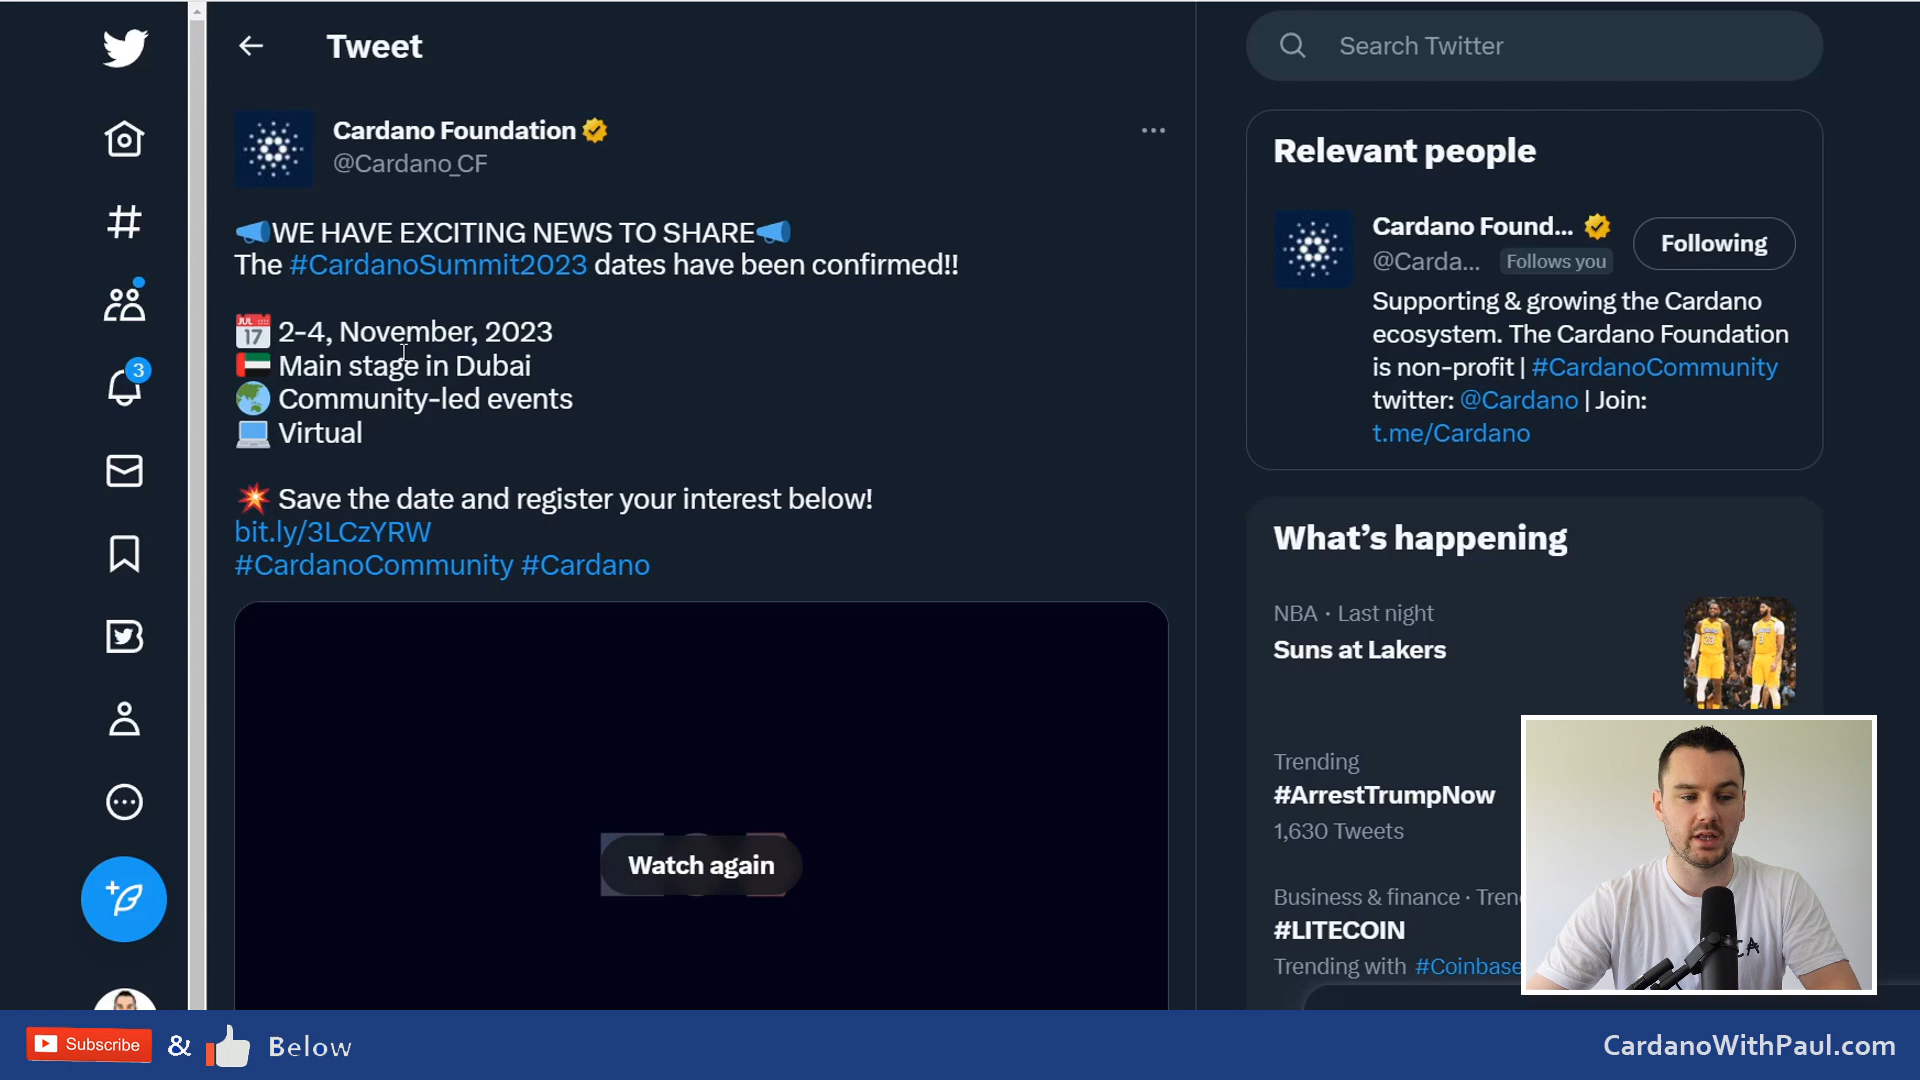 Tweet
Search Twitter
Cardano Foundation
@Cardano_CF
WE HAVE EXCITING NEWS TO SHARE
The #CardanoSummit2023 dates have been confirmed!!
JUL
17
2-4, November, 2023
Main stage in Dubai
Community-led events
Virtual
Save the date and register your interest below!
bit.ly/3LCzYRW
#CardanoCommunity #Cardano
Watch again
3
Relevant people
Cardano Found...
@Carda... Follows you
Following
Supporting & growing the Cardano
ecosystem. The Cardano Foundation
is non-profit | #CardanoCommunity
twitter: @Cardano | Join:
t.me/Cardano
What's happening
NBA · Last night
Suns at Lakers
Trending
#ArrestTrumpNow
1,630 Tweets
Business & finance · Tren
#LITECOIN
Trending with #Coinbase
Subscribe & Below
CardanoWithPaul.com